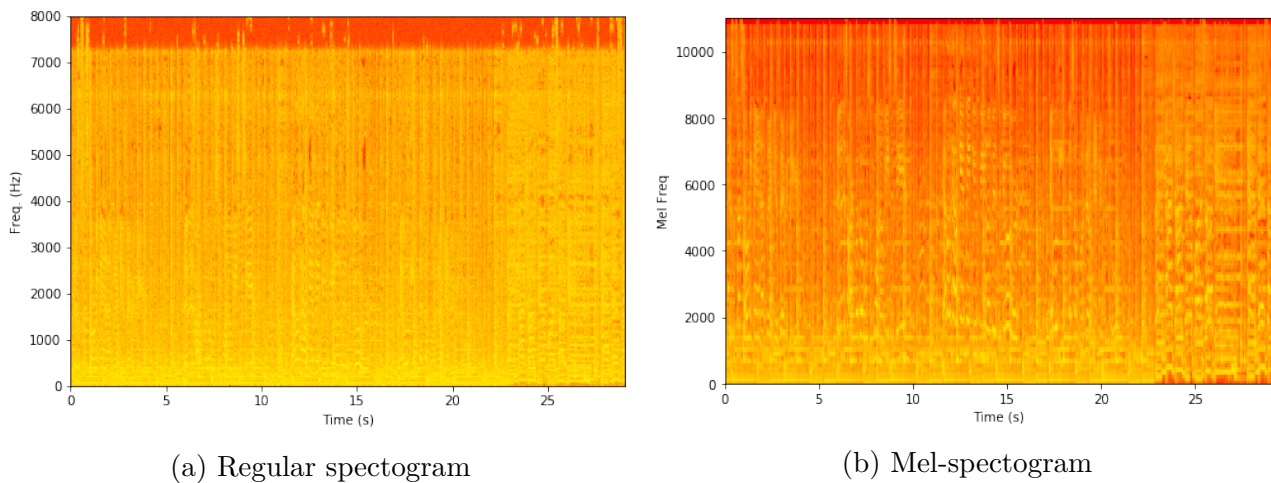 8000
7000
6000
5000
4000
3000
2000
1000
0
Freq. (Hz)
0 5 10 15 20 25
Time (s)
(a) Regular spectogram
10000
8000
6000
4000
2000
0
Mel Freq
0 5 10 15 20 25
Time (s)
(b) Mel-spectogram